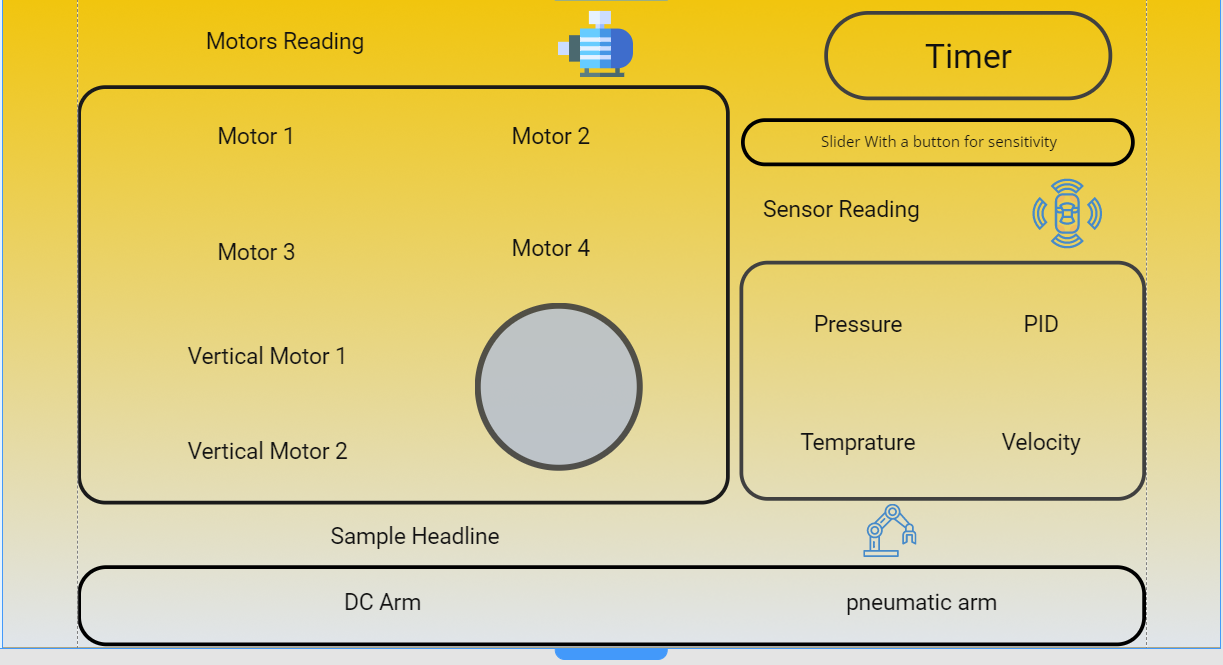 Motors Reading
Timer
Motor 1
Motor 2
Slider With a button for sensitivity
Sensor Reading
Motor 3
Motor 4
Pressure
PID
Vertical Motor 1
Vertical Motor 2
Temprature
Velocity
Sample Headline
DC Arm
pneumatic arm